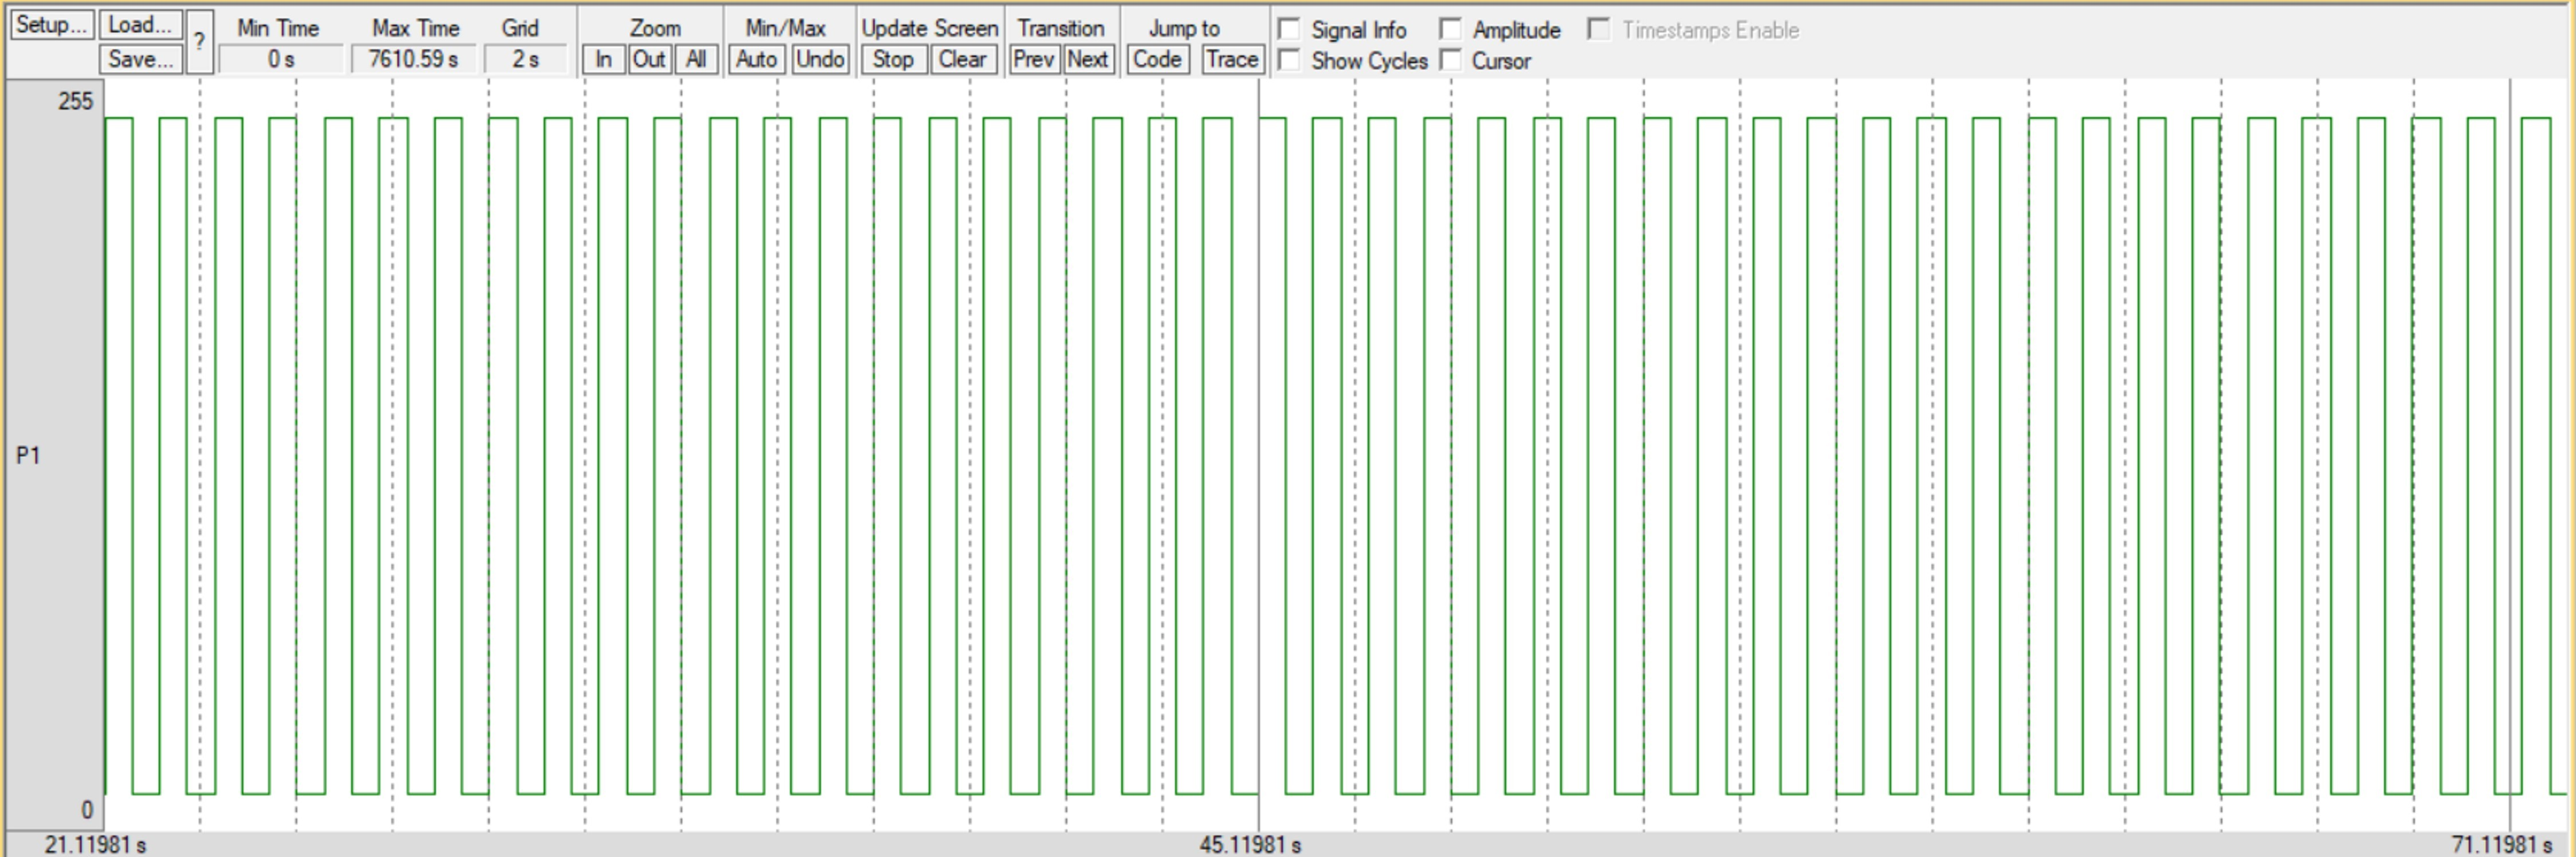 Setup... Load... ? Min Time Max Time Grid Zoom Min/Max Update Screen Transition Jump to Signal Info Amplitude Timestamps Enable
Save... 0 s 7610.59 s 2 s In Out All Auto Undo Stop Clear Prev Next Code Trace Show Cycles Cursor
255
P1
0
21.11981 s 45.11981 s 71.11981 s